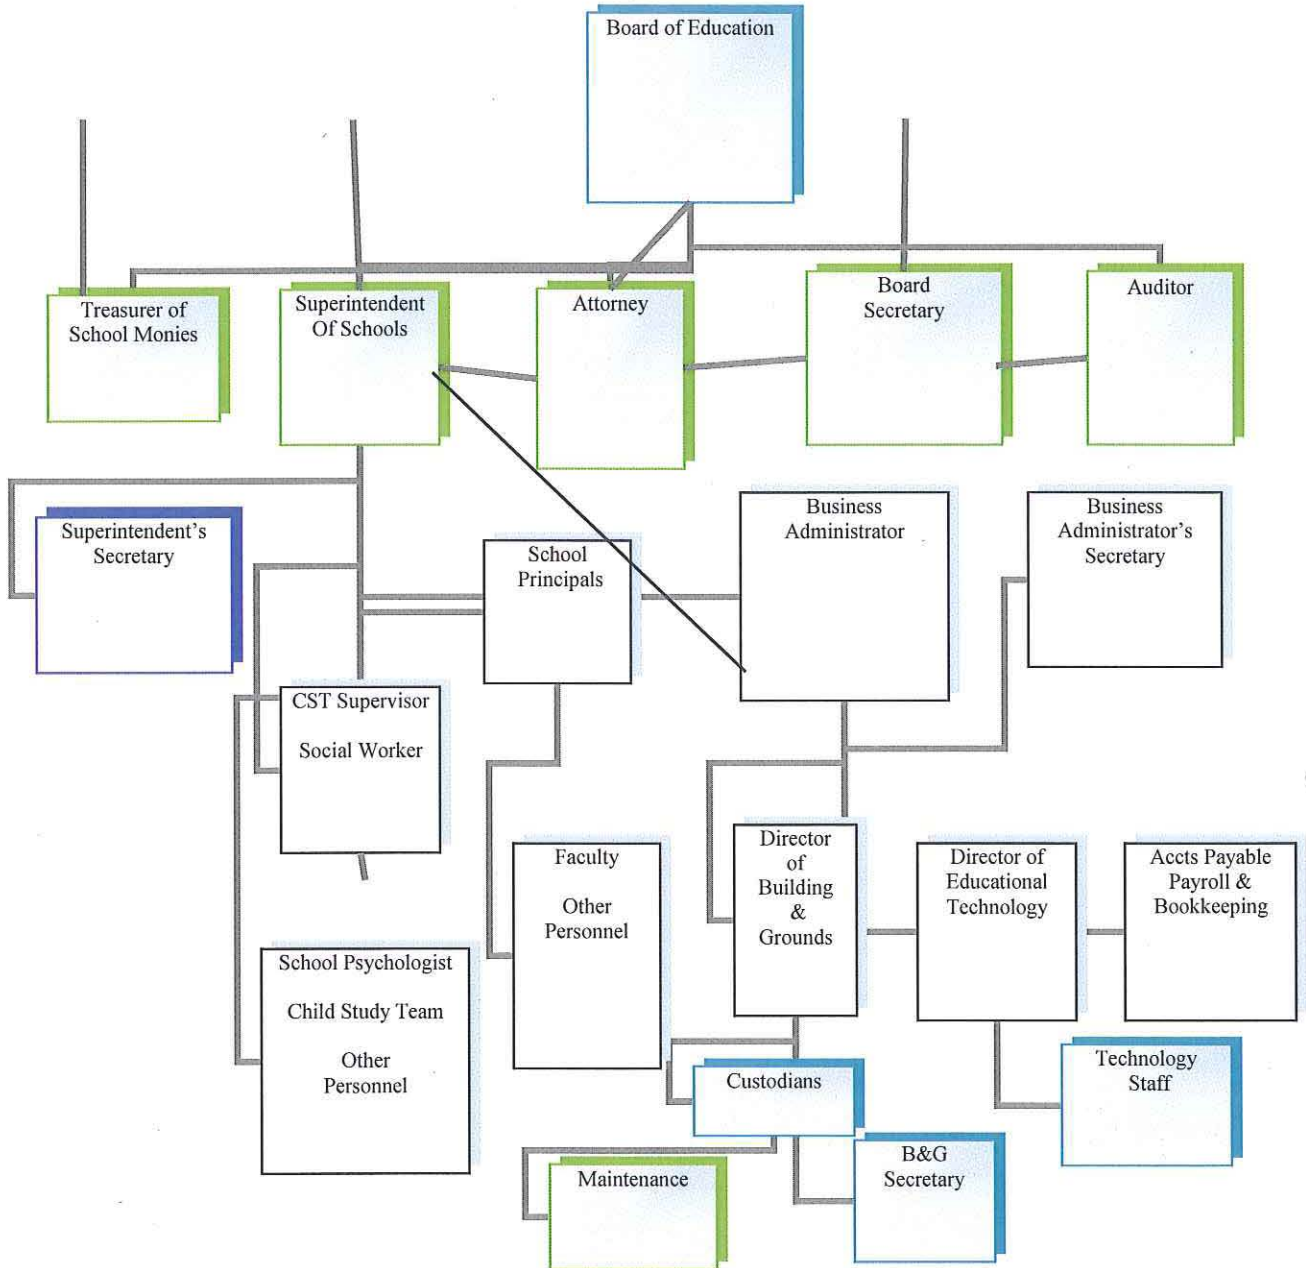 Board of Education
Treasurer of
School Monies
Superintendent
Of Schools
Attorney
Board
Secretary
Auditor
Superintendent's
Secretary
School
Principals
Business
Administrator
Business
Administrator's
Secretary
CST Supervisor
Social Worker
Faculty
Other
Personnel
Director
of
Building
&
Grounds
Director of
Educational
Technology
Accts Payable
Payroll &
Bookkeeping
School Psychologist
Child Study Team
Other
Personnel
Custodians
Technology
Staff
Maintenance
B&G
Secretary